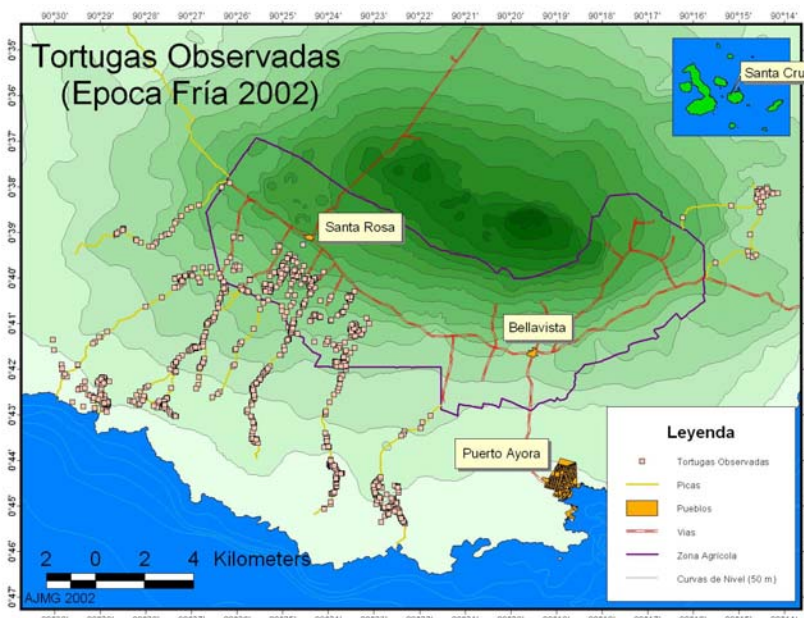 90°30' 90°29' 90°28' 90°27' 90°26' 90°25' 90°24' 90°23' 90°22' 90°21' 90°20' 90°19' 90°18' 90°17' 90°16' 90°15' 90°14'
Tortugas Observadas
(Epoca Fría 2002)
Santa Cru
0°35'
0°36'
0°37'
0°38'
0°39'
0°40'
0°41'
0°42'
0°43'
0°44'
0°45'
0°46'
0°47'
Santa Rosa
Bellavista
Puerto Ayora
Leyenda
Tortugas Observadas
Picas
Pueblos
Vias
Zona Agrícola
Curvas de Nivel (50 m.)
2 0 2 4 Kilometers
AJMG 2002